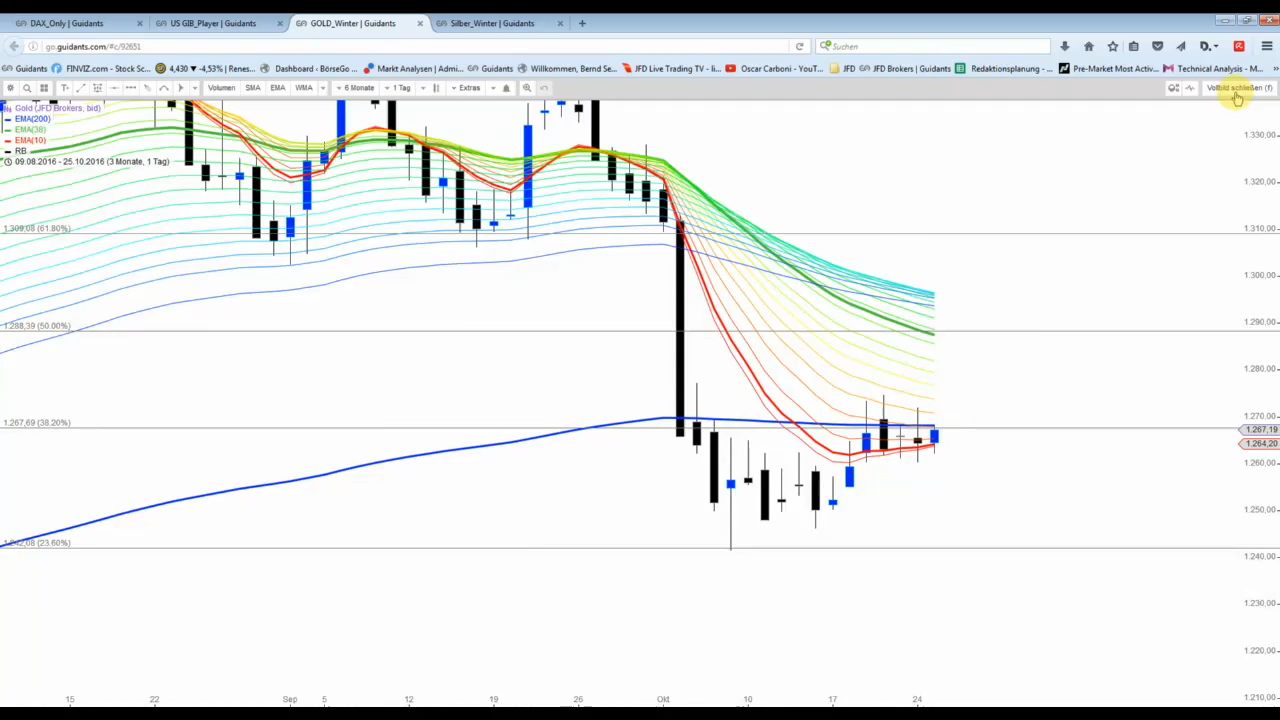 DAX_Only | Guidants × US GIB_Player | Guidants × GOLD_Winter | Guidants × Silber_Winter | Guidants × +
go.guidants.com/#c/92651 Suchen
Guidants FINVIZ.com - Stock Sc... 4,430 ▾ -4,53% | Renes... Dashboard - BörseGo ... Markt Analysen | Admi... Guidants Willkommen, Bernd Se... JFD Live Trading TV - li... Oscar Carboni - YouT... JFD JFD Brokers | Guidants Redaktionsplanung - ... Pre-Market Most Activ... Technical Analysis - M... »
Volumen SMA EMA WMA 6 Monate 1 Tag Extras Vollbild schließen (f)
Gold (JFD Brokers, bid)
EMA(200)
EMA(38)
EMA(10)
RB
09.08.2016 - 25.10.2016 (3 Monate, 1 Tag)
1.330,00
1.320,00
1.309,08 (61.80%)
1.310,00
1.300,00
1.288,39 (50.00%)
1.290,00
1.280,00
1.270,00
1.267,69 (38.20%)
1.267,19
1.264,20
1.260,00
1.250,00
1.242,08 (23.60%)
1.240,00
1.230,00
1.220,00
1.210,00
15 22 Sep 5 12 19 26 Okt 10 17 24